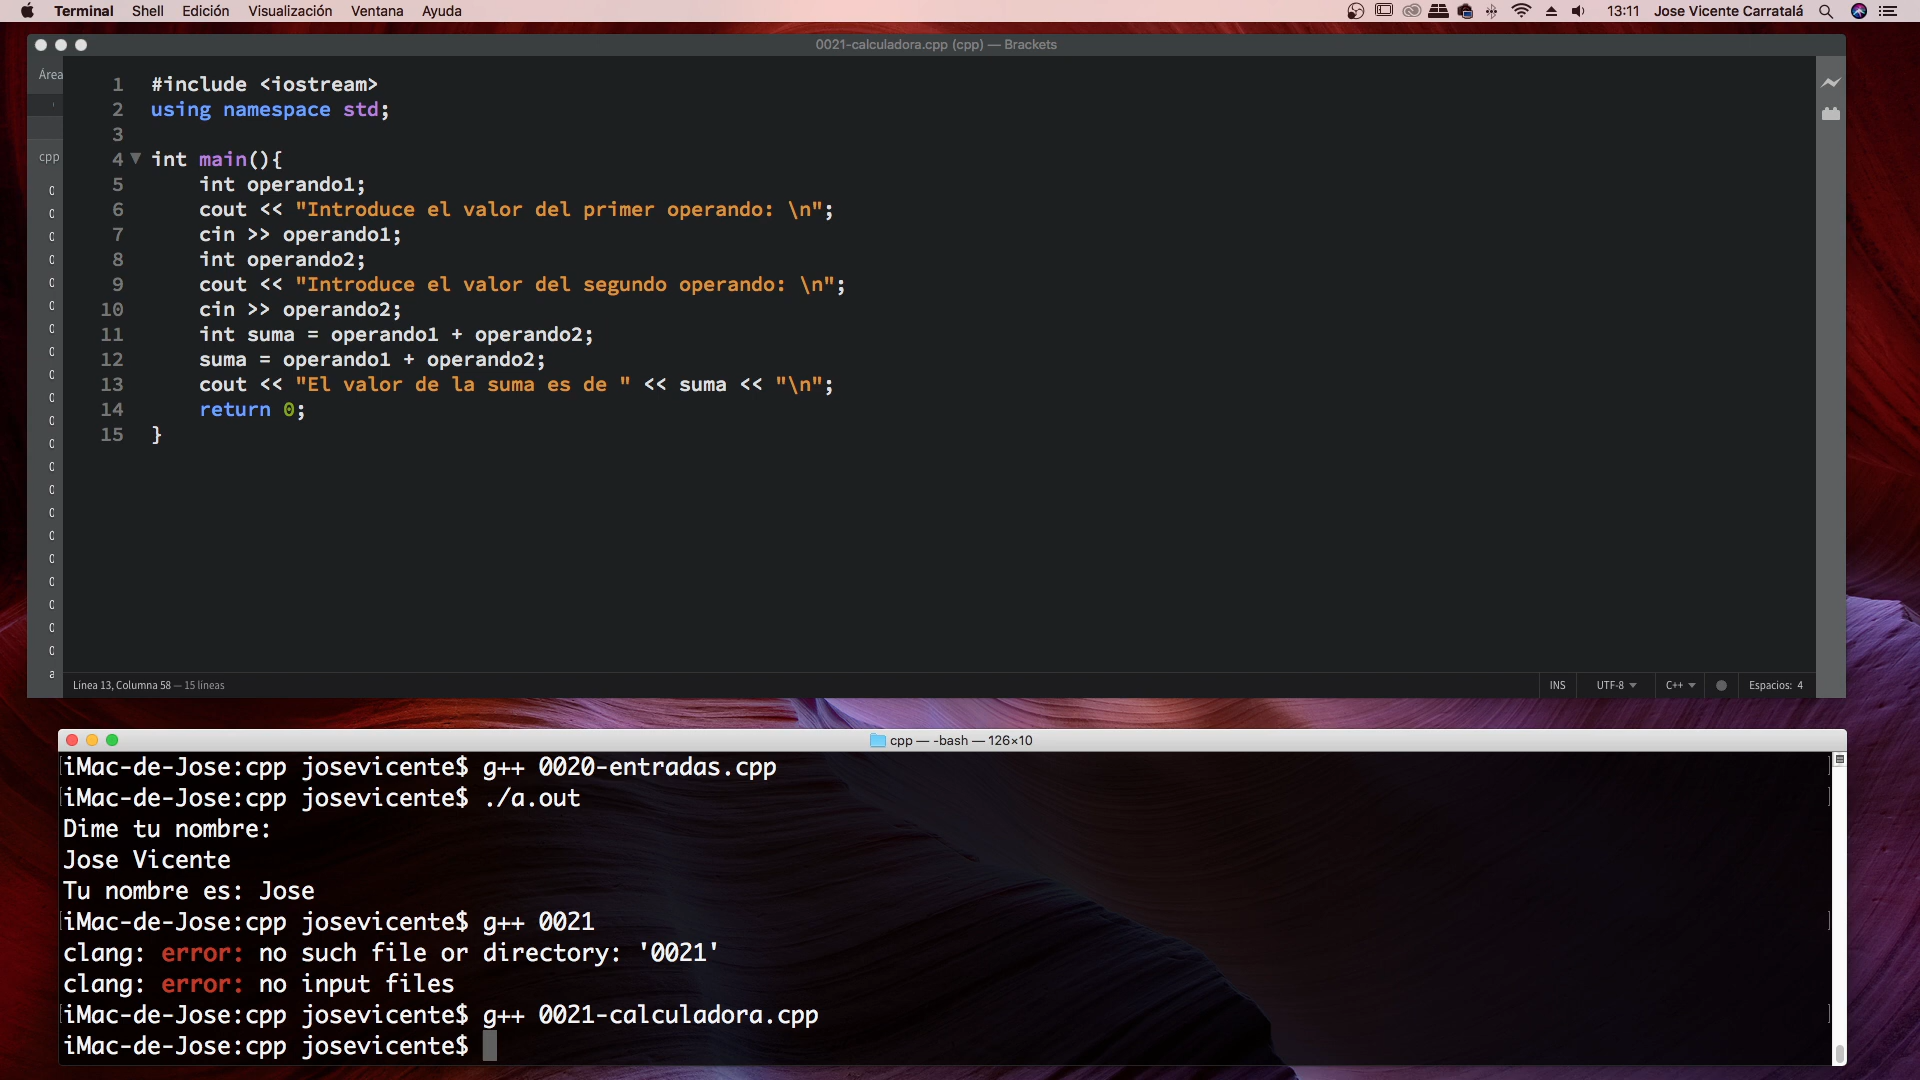 Terminal Shell Edición Visualización Ventana Ayuda 13:11 Jose Vicente Carratalá
0021-calculadora.cpp (cpp) — Brackets
Área
cpp
1 #include <iostream>
2 using namespace std;
3
4 int main(){
5 int operando1;
6 cout << "Introduce el valor del primer operando: \n";
7 cin >> operando1;
8 int operando2;
9 cout << "Introduce el valor del segundo operando: \n";
10 cin >> operando2;
11 int suma = operando1 + operando2;
12 suma = operando1 + operando2;
13 cout << "El valor de la suma es de " << suma << "\n";
14 return 0;
15 }
Línea 13, Columna 58 — 15 líneas INS UTF-8 C++ Espacios: 4
cpp — -bash — 126×10
iMac-de-Jose:cpp josevicente$ g++ 0020-entradas.cpp
iMac-de-Jose:cpp josevicente$ ./a.out
Dime tu nombre:
Jose Vicente
Tu nombre es: Jose
iMac-de-Jose:cpp josevicente$ g++ 0021
clang: error: no such file or directory: '0021'
clang: error: no input files
iMac-de-Jose:cpp josevicente$ g++ 0021-calculadora.cpp
iMac-de-Jose:cpp josevicente$